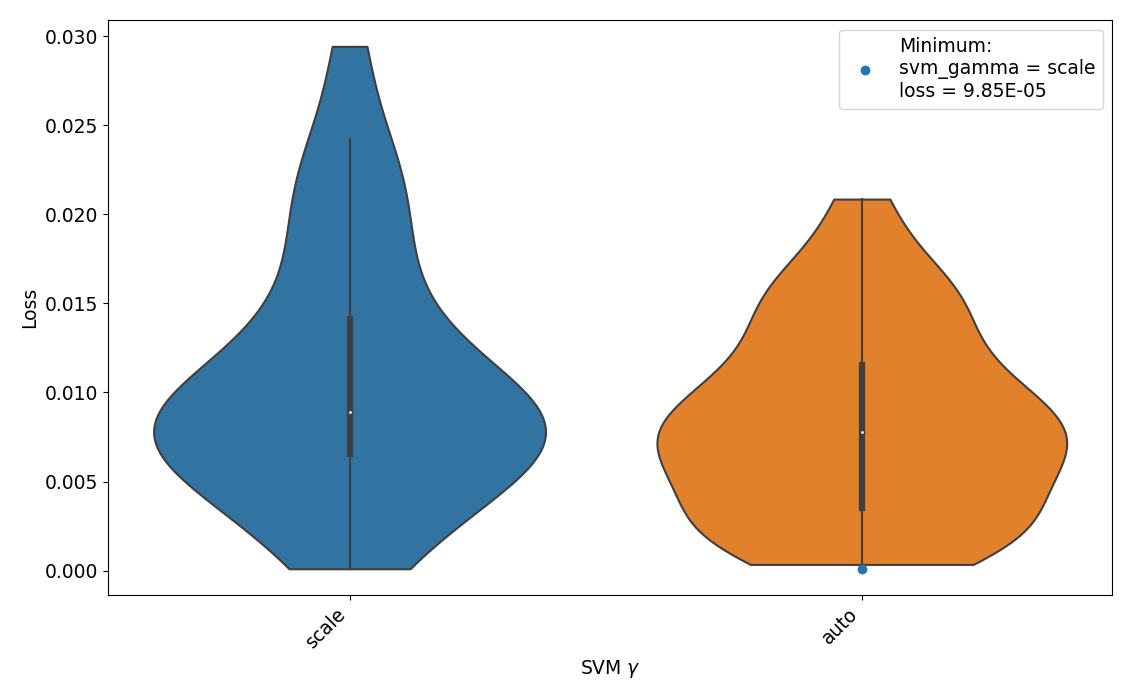 0.030
0.025
0.020
0.015
0.010
0.005
0.000
Loss
Minimum:
svm_gamma = scale
loss = 9.85E-05
scale
auto
SVM γ